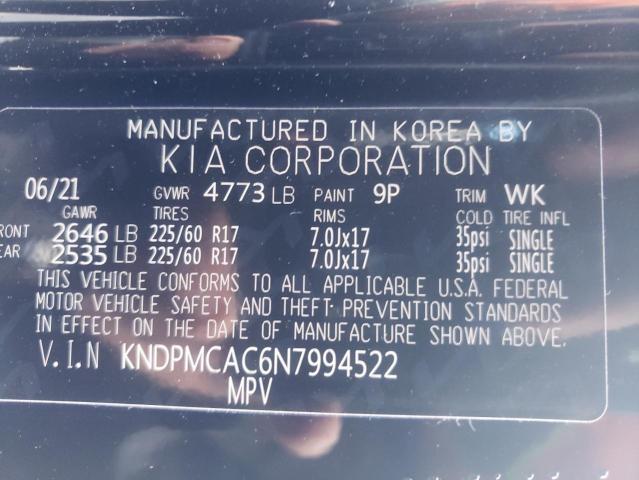 MANUFACTURED IN KOREA BY
KIA CORPORATION
06/21 GVWR 4773 LB PAINT 9P TRIM WK
GAWR TIRES RIMS COLD TIRE INFL
RONT 2646 LB 225/60 R17 7.0Jx17 35psi SINGLE
EAR 2535 LB 225/60 R17 7.0Jx17 35psi SINGLE
THIS VEHICLE CONFORMS TO ALL APPLICABLE U.S.A. FEDERAL
MOTOR VEHICLE SAFETY AND THEFT PREVENTION STANDARDS
IN EFFECT ON THE DATE OF MANUFACTURE SHOWN ABOVE.
V.I.N KNDPMCAC6N7994522
MPV